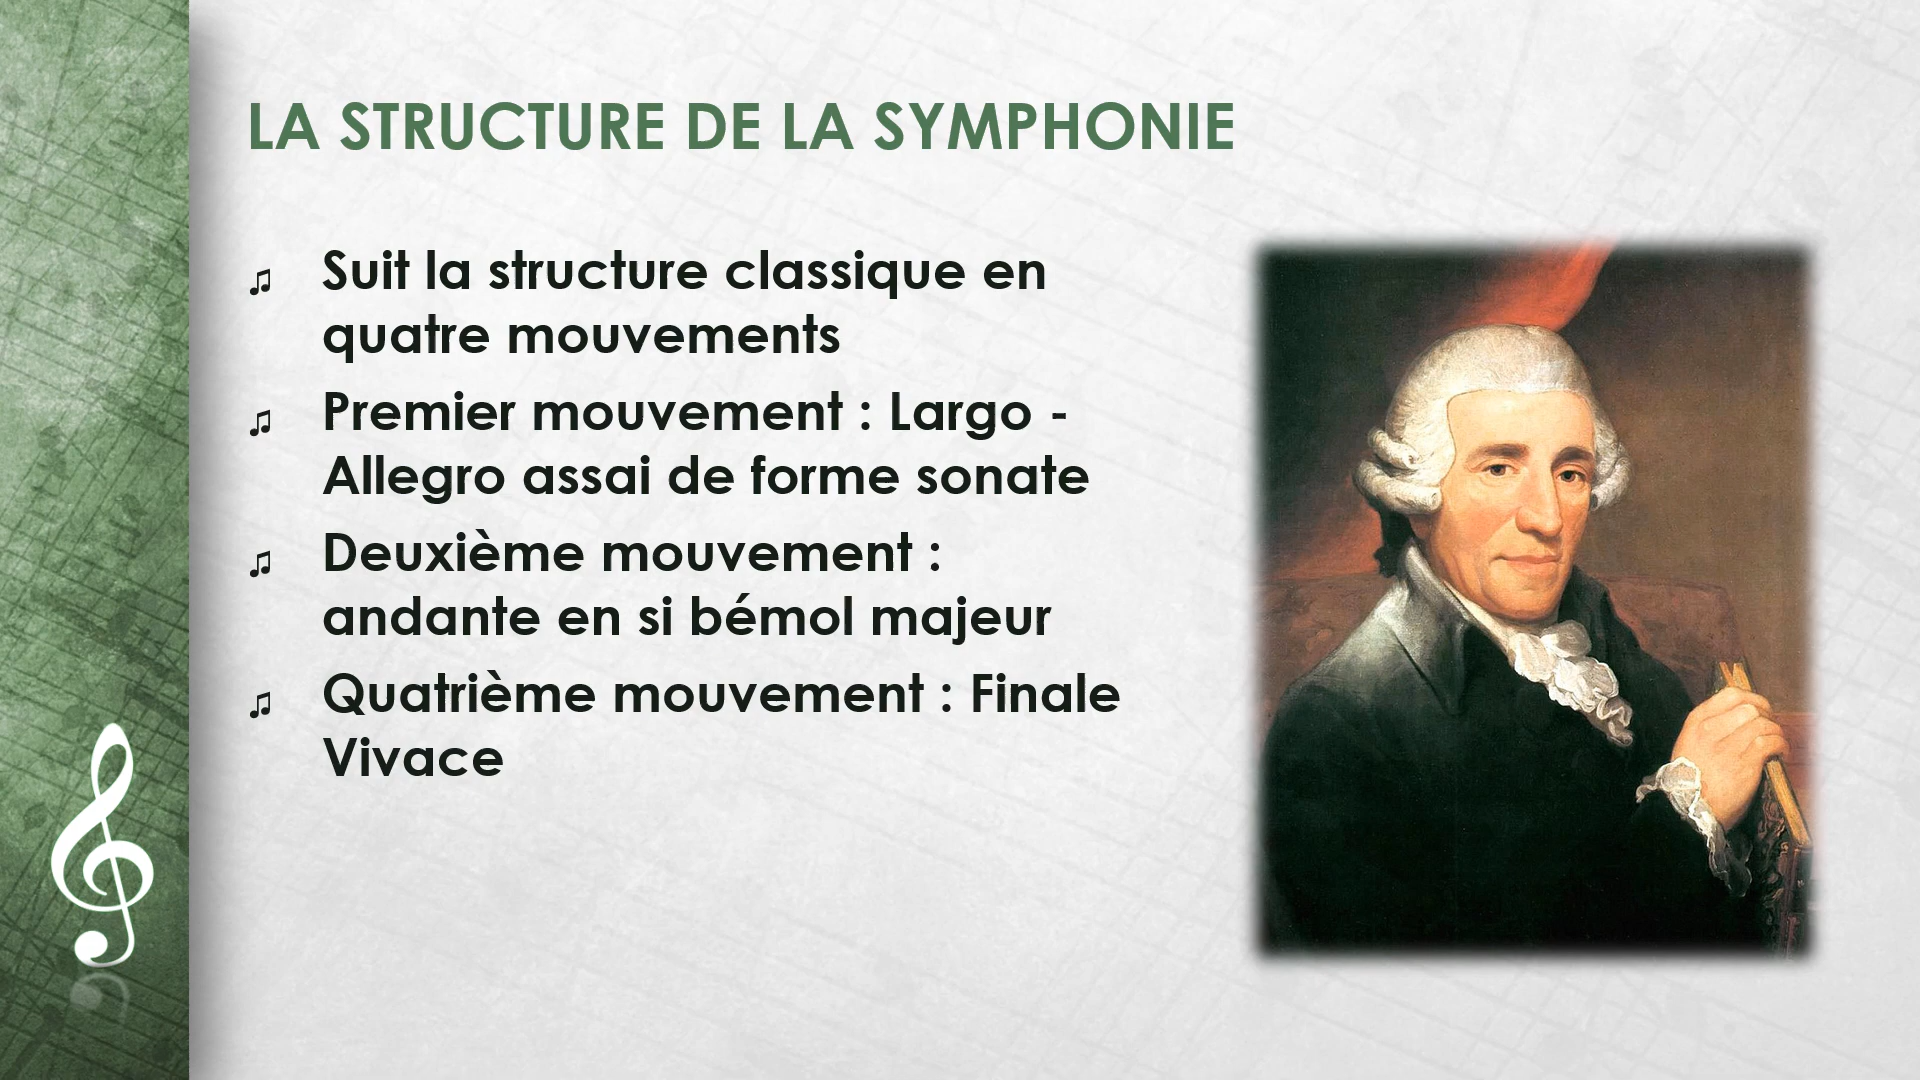 LA STRUCTURE DE LA SYMPHONIE
♫ Suit la structure classique en
quatre mouvements
♫ Premier mouvement : Largo -
Allegro assai de forme sonate
♫ Deuxième mouvement :
andante en si bémol majeur
♫ Quatrième mouvement : Finale
Vivace